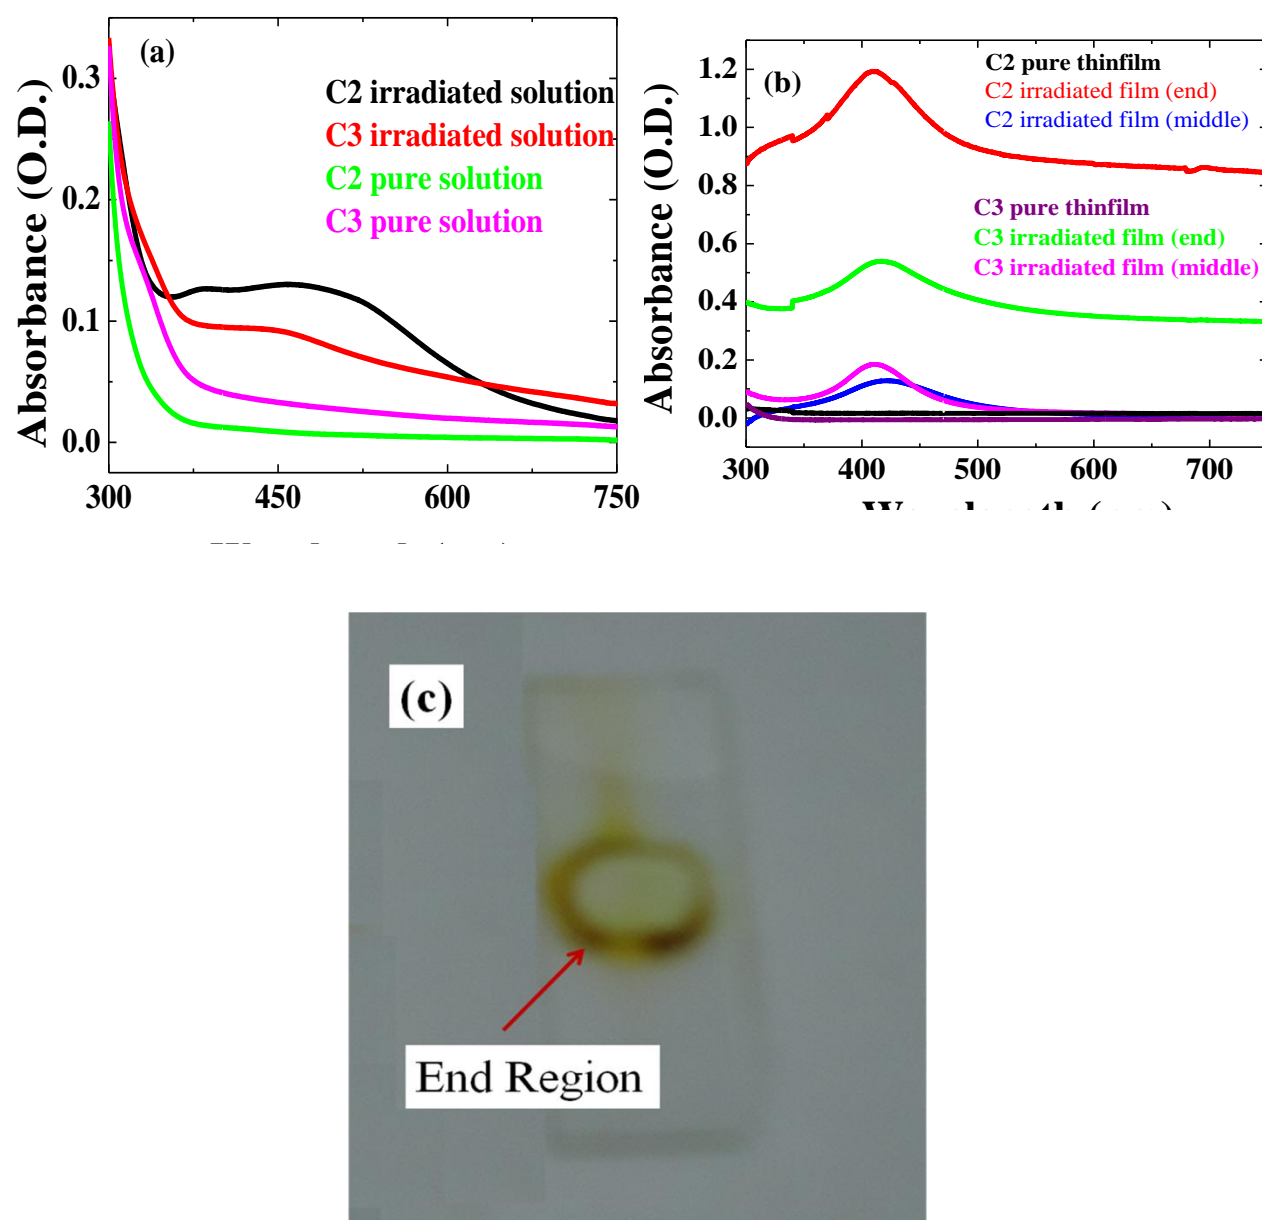 (a)
C2 irradiated solution
C3 irradiated solution
C2 pure solution
C3 pure solution
Absorbance (O.D.)
0.3
0.2
0.1
0.0
300 450 600 750
(b)
C2 pure thinfilm
C2 irradiated film (end)
C2 irradiated film (middle)
C3 pure thinfilm
C3 irradiated film (end)
C3 irradiated film (middle)
Absorbance (O.D.)
1.2
1.0
0.8
0.6
0.4
0.2
0.0
300 400 500 600 700
(c)
End Region